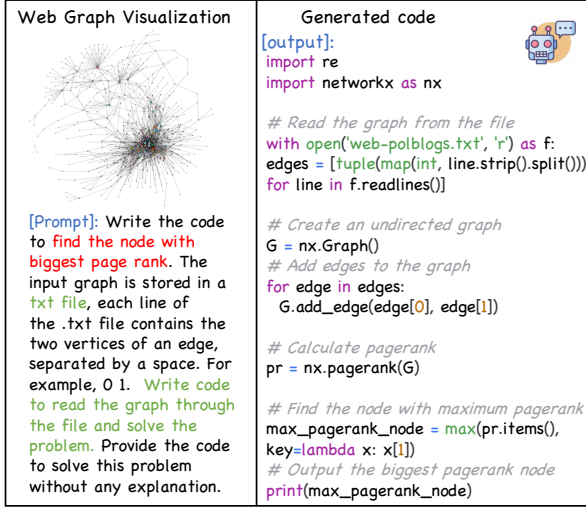 Web Graph Visualization
[Prompt]: Write the code
to find the node with
biggest page rank. The
input graph is stored in a
txt file, each line of
the .txt file contains the
two vertices of an edge,
separated by a space. For
example, 0 1. Write code
to read the graph through
the file and solve the
problem. Provide the code
to solve this problem
without any explanation.
Generated code
[output]:
import re
import networkx as nx
# Read the graph from the file
with open('web-polblogs.txt', 'r') as f:
edges = [tuple(map(int, line.strip().split()))
for line in f.readlines()]
# Create an undirected graph
G = nx.Graph()
# Add edges to the graph
for edge in edges:
G.add_edge(edge[0], edge[1])
# Calculate pagerank
pr = nx.pagerank(G)
# Find the node with maximum pagerank
max_pagerank_node = max(pr.items(),
key=lambda x: x[1])
# Output the biggest pagerank node
print(max_pagerank_node)